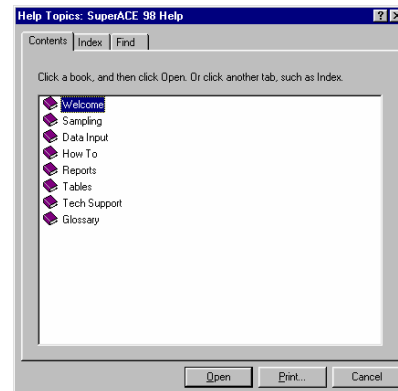 Help Topics: SuperACE 98 Help
Contents Index Find
Click a book, and then click Open. Or click another tab, such as Index.
Welcome
Sampling
Data Input
How To
Reports
Tables
Tech Support
Glossary
Open Print... Cancel